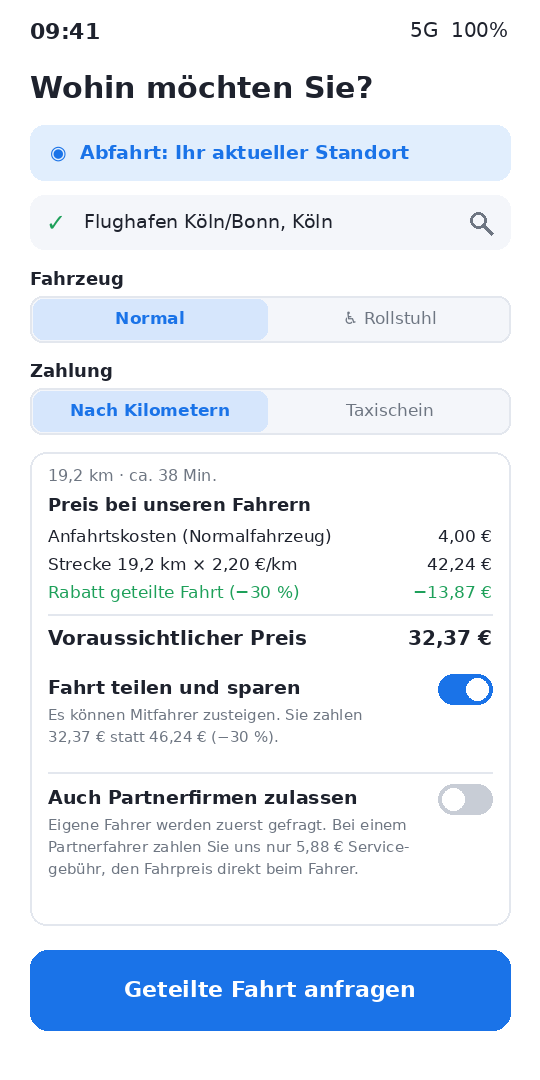 09:41 5G 100%
Wohin möchten Sie?
◉ Abfahrt: Ihr aktueller Standort
✓ Flughafen Köln/Bonn, Köln
Fahrzeug
Normal ♿ Rollstuhl
Zahlung
Nach Kilometern Taxischein
19,2 km · ca. 38 Min.
Preis bei unseren Fahrern
Anfahrtskosten (Normalfahrzeug) 4,00 €
Strecke 19,2 km × 2,20 €/km 42,24 €
Rabatt geteilte Fahrt (−30 %) −13,87 €
Voraussichtlicher Preis 32,37 €
Fahrt teilen und sparen
Es können Mitfahrer zusteigen. Sie zahlen
32,37 € statt 46,24 € (−30 %).
Auch Partnerfirmen zulassen
Eigene Fahrer werden zuerst gefragt. Bei einem
Partnerfahrer zahlen Sie uns nur 5,88 € Service-
gebühr, den Fahrpreis direkt beim Fahrer.
Geteilte Fahrt anfragen